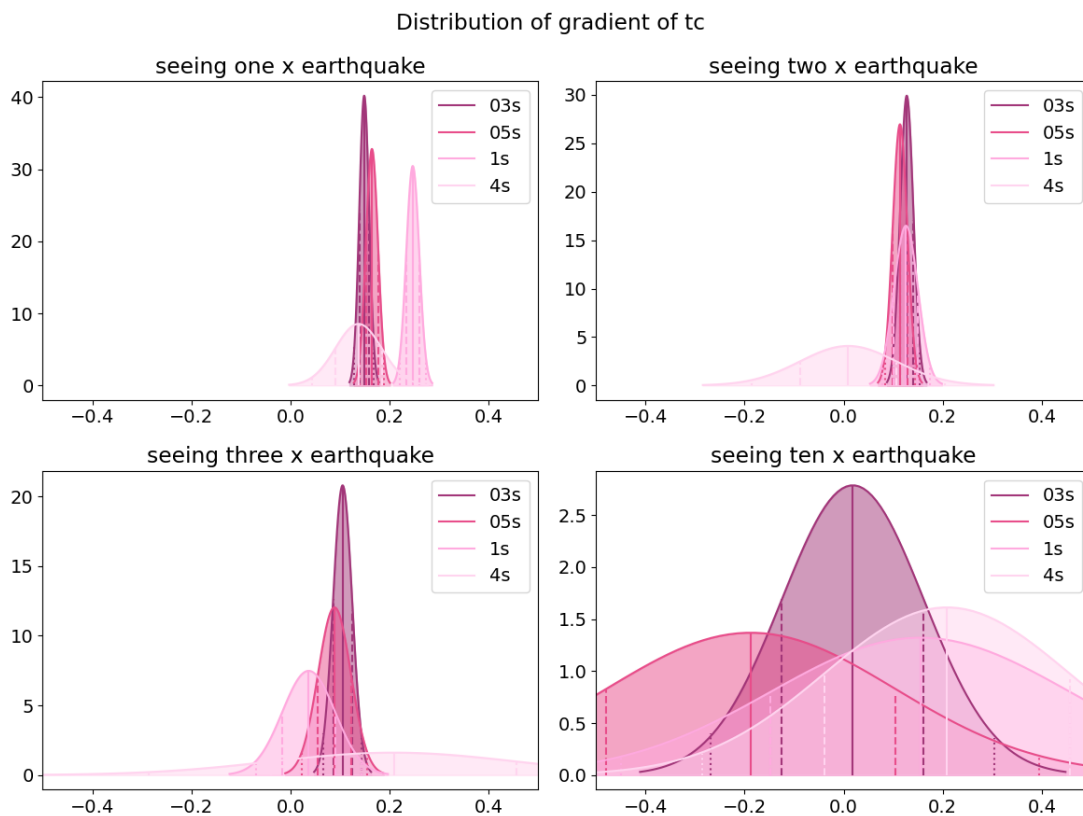 Distribution of gradient of tc
seeing one x earthquake
40
30
20
10
0
−0.4 −0.2 0.0 0.2 0.4
03s
05s
1s
4s
seeing two x earthquake
30
25
20
15
10
5
0
−0.4 −0.2 0.0 0.2 0.4
03s
05s
1s
4s
seeing three x earthquake
20
15
10
5
0
−0.4 −0.2 0.0 0.2 0.4
03s
05s
1s
4s
seeing ten x earthquake
2.5
2.0
1.5
1.0
0.5
0.0
−0.4 −0.2 0.0 0.2 0.4
03s
05s
1s
4s